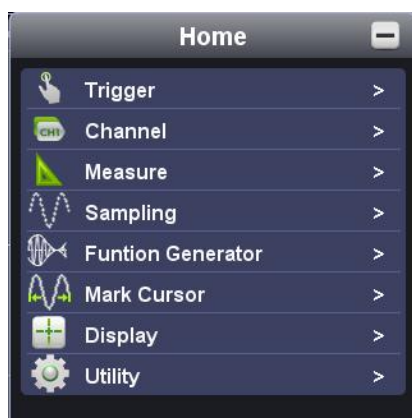 Home
Trigger >
CH1 Channel >
Measure >
Sampling >
Funtion Generator >
Mark Cursor >
Display >
Utility >